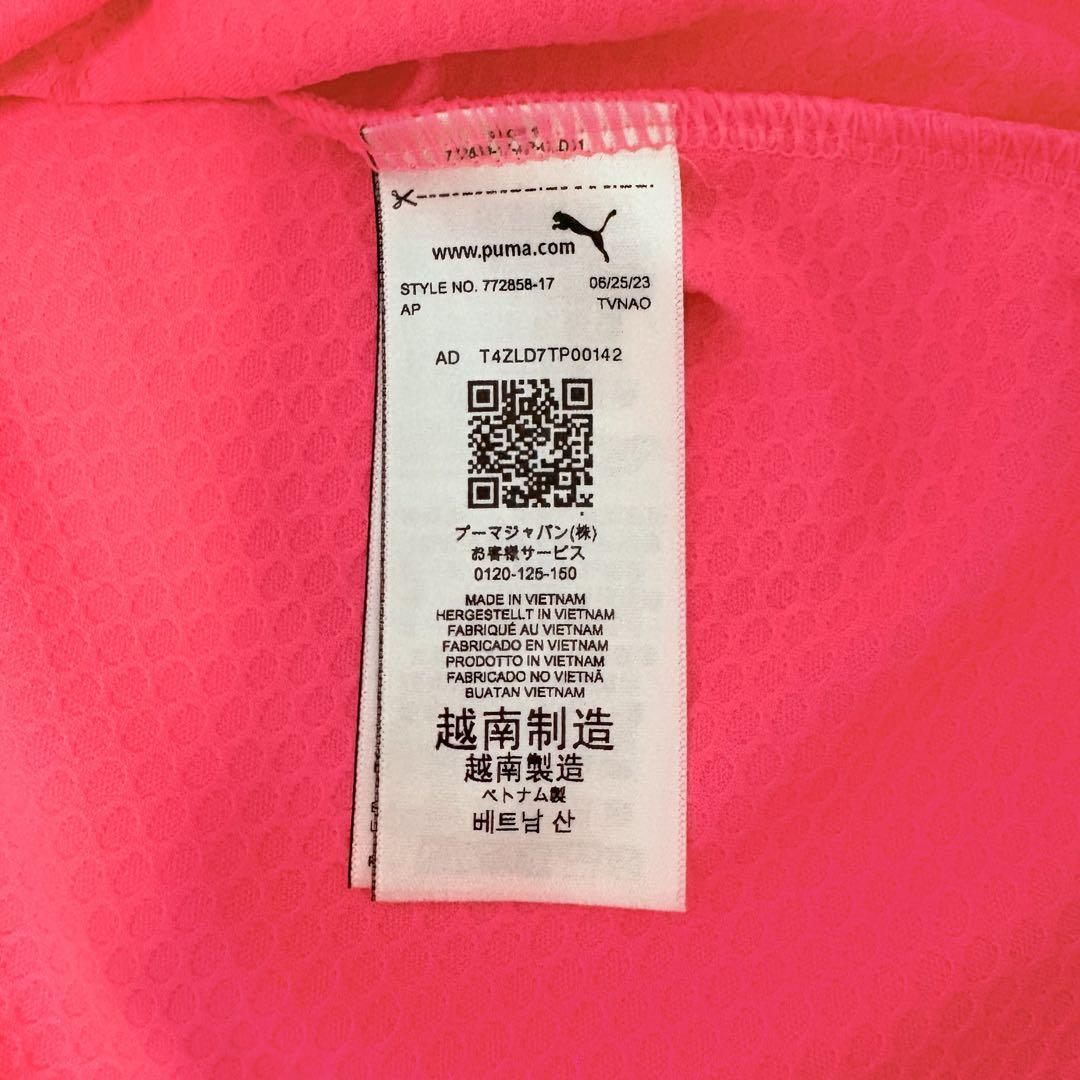 www.puma.com
STYLE NO. 772858-17 06/25/23
AP TVNAO
AD T4ZLD7TP00142
プーマジャパン(株)
お客様サービス
0120-125-150
MADE IN VIETNAM
HERGESTELLT IN VIETNAM
FABRIQUÉ AU VIETNAM
FABRICADO EN VIETNAM
PRODOTTO IN VIETNAM
FABRICADO NO VIETNÃ
BUATAN VIETNAM
越南制造
越南製造
ベトナム製
베트남 산